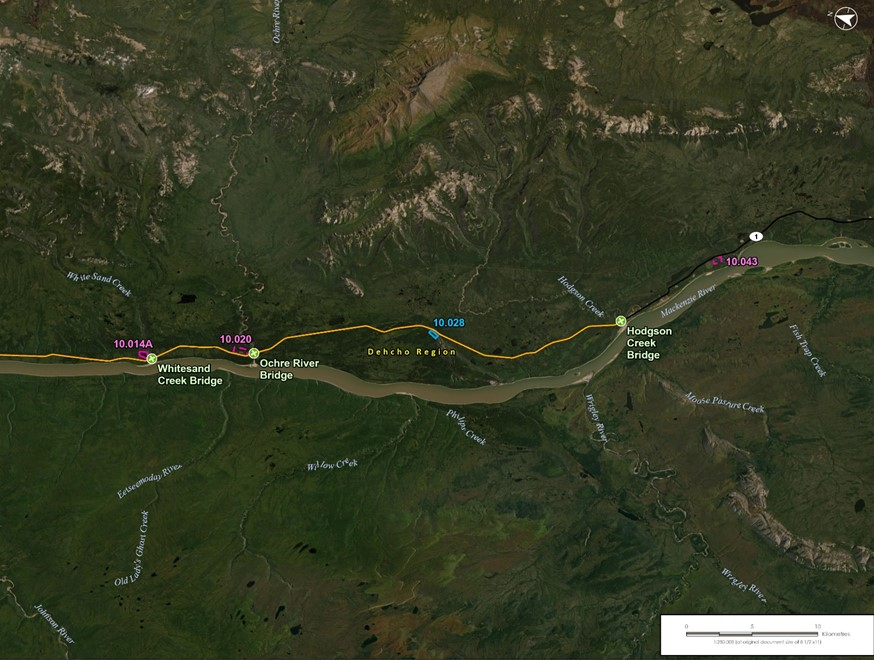 N
Ochre River
White Sand Creek
1
10.043
Hodgson Creek
Mackenzie River
10.028
10.014A
10.020
Hodgson
Creek
Bridge
Dehcho Region
Fish Trap Creek
Whitesand
Creek Bridge
Ochre River
Bridge
Wrigley River
Moose Pasture Creek
Phillips Creek
Willow Creek
Eetseemoday River
Old Lady's Ghost Creek
Johnson River
Wrigley River
0 5 10
Kilometers